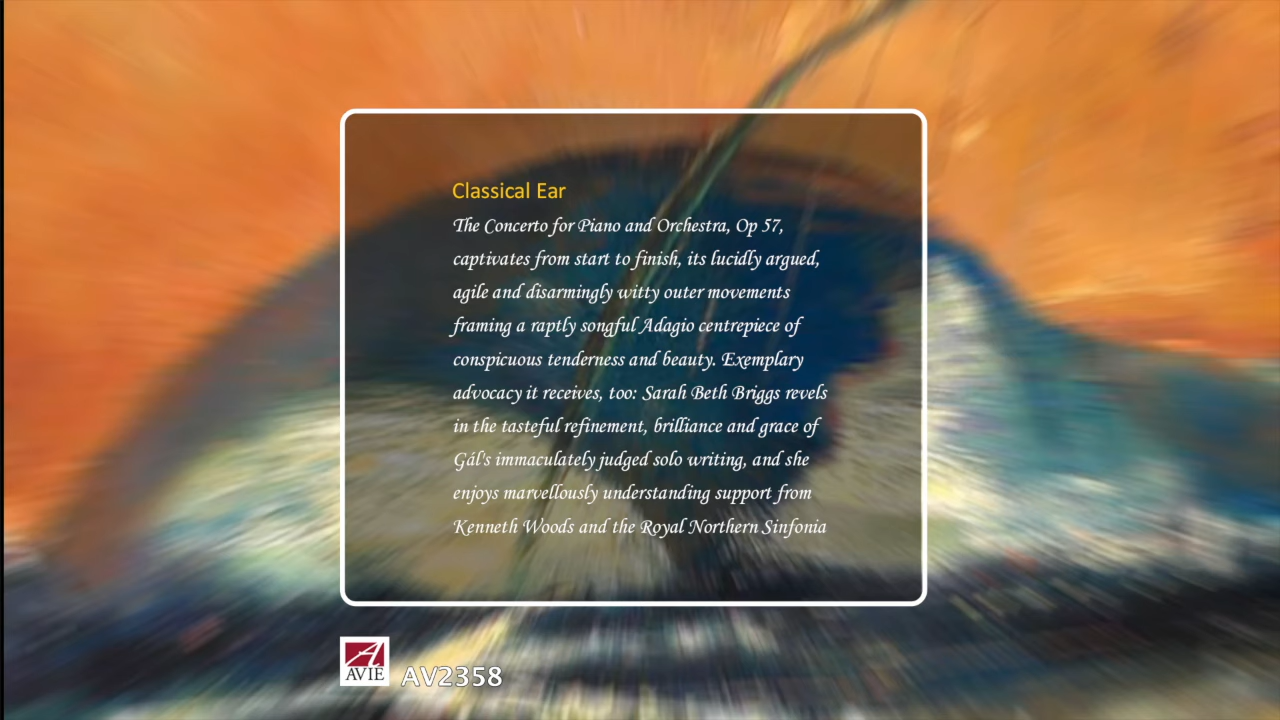 Classical Ear
The Concerto for Piano and Orchestra, Op 57,
captivates from start to finish, its lucidly argued,
agile and disarmingly witty outer movements
framing a raptly songful Adagio centrepiece of
conspicuous tenderness and beauty. Exemplary
advocacy it receives, too: Sarah Beth Briggs revels
in the tasteful refinement, brilliance and grace of
Gál's immaculately judged solo writing, and she
enjoys marvellously understanding support from
Kenneth Woods and the Royal Northern Sinfonia
A
AVIE
AV2358